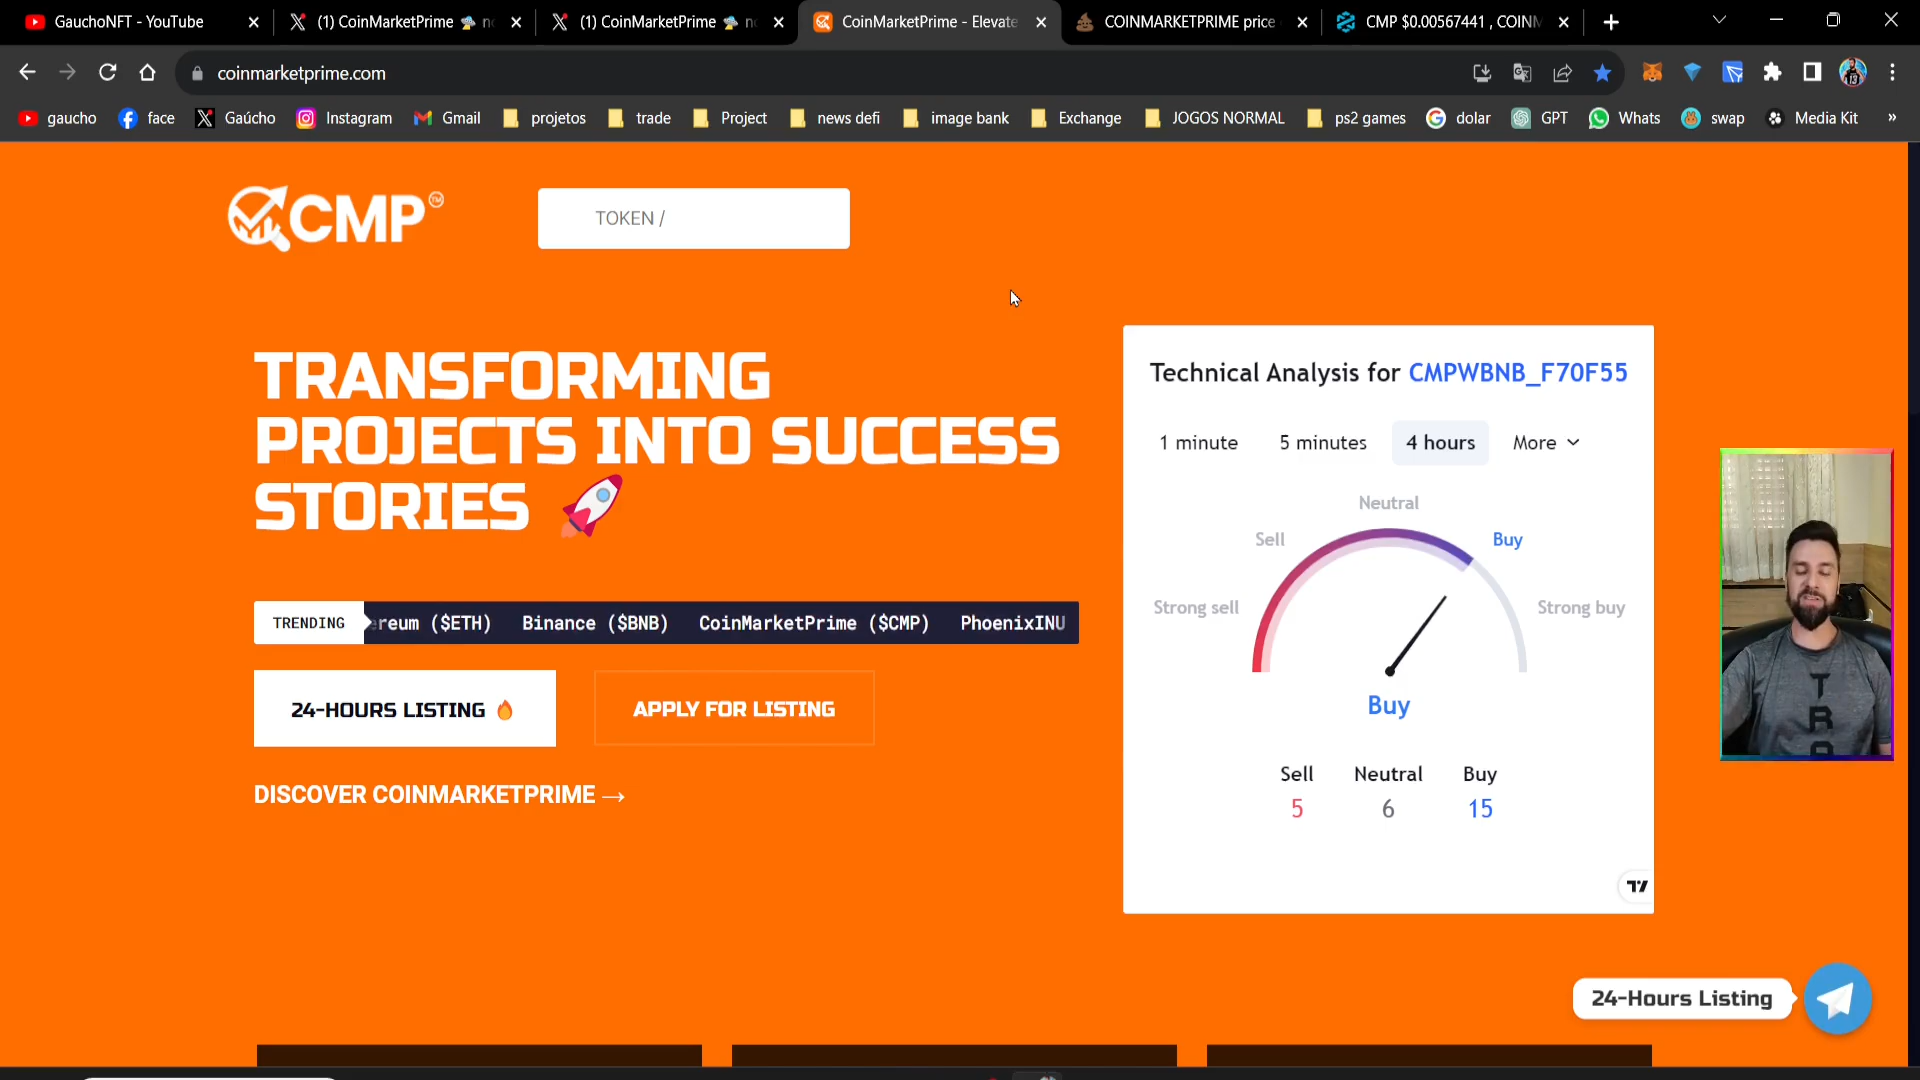 GauchoNFT - YouTube
(1) CoinMarketPrime
(1) CoinMarketPrime
CoinMarketPrime - Elevate
COINMARKETPRIME price
CMP $0.00567441 , COINM
coinmarketprime.com
gaucho
face
Gaúcho
Instagram
Gmail
projetos
trade
Project
news defi
image bank
Exchange
JOGOS NORMAL
ps2 games
dolar
GPT
Whats
swap
Media Kit
»
CMP TM
TOKEN /
TRANSFORMING
PROJECTS INTO SUCCESS
STORIES
TRENDING
reum ($ETH) Binance ($BNB) CoinMarketPrime ($CMP) PhoenixINU
24-HOURS LISTING
APPLY FOR LISTING
DISCOVER COINMARKETPRIME →
Technical Analysis for CMPWBNB_F70F55
1 minute 5 minutes 4 hours More
Neutral
Sell Buy
Strong sell Strong buy
Buy
Sell Neutral Buy
5 6 15
24-Hours Listing